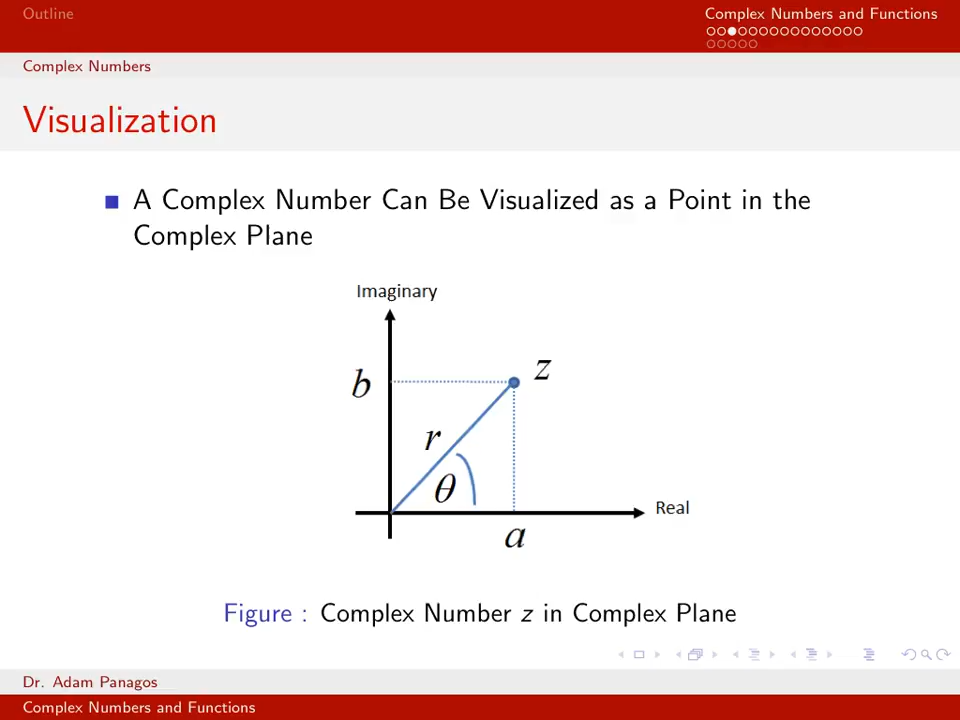 Outline
Complex Numbers and Functions
Complex Numbers
Visualization
A Complex Number Can Be Visualized as a Point in the
Complex Plane
Imaginary
z
b
r
θ
Real
a
Figure : Complex Number z in Complex Plane
Dr. Adam Panagos
Complex Numbers and Functions